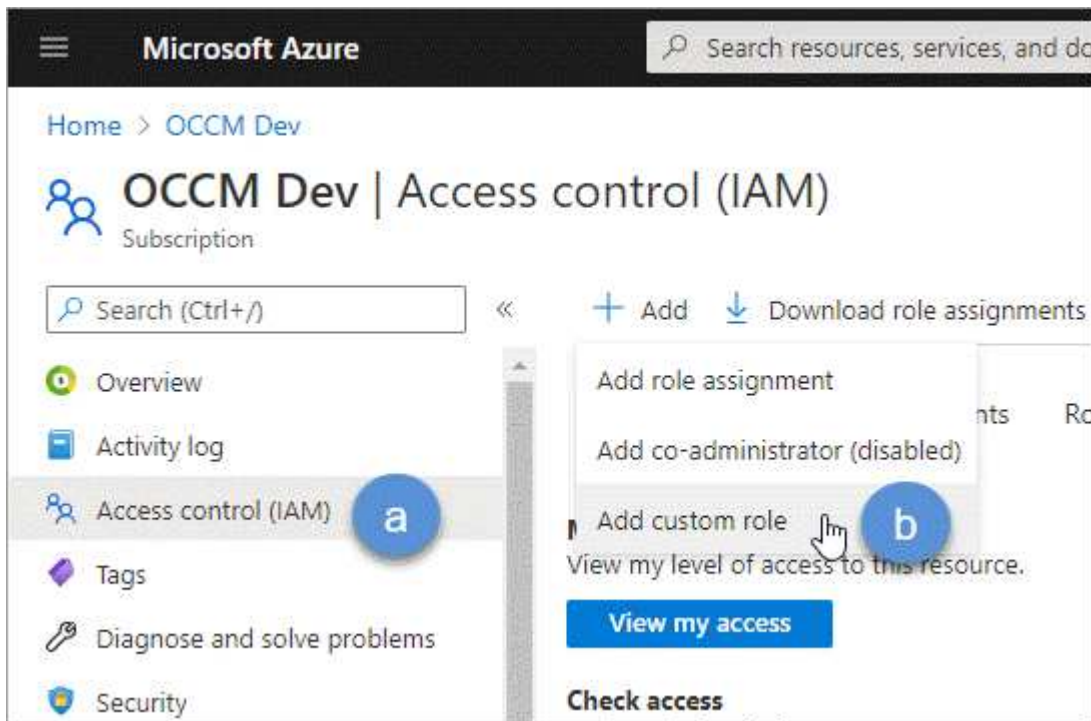 Microsoft Azure
Search resources, services, and do
Home > OCCM Dev
OCCM Dev | Access control (IAM)
Subscription
Search (Ctrl+/)
«
+ Add
Download role assignments
Overview
Activity log
Access control (IAM)
a
Tags
Diagnose and solve problems
Security
Add role assignment
nts
Ro
Add co-administrator (disabled)
Add custom role
b
View my level of access to this resource.
View my access
Check access